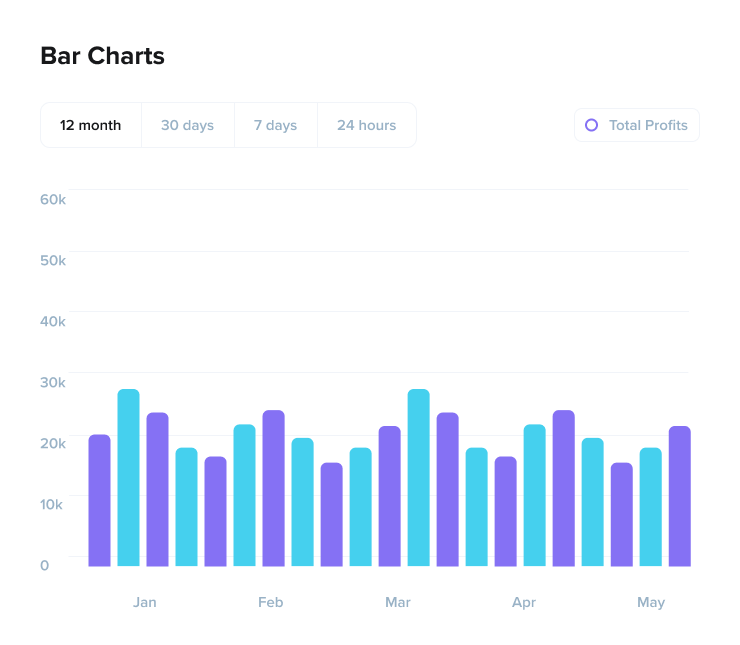 Bar Charts
12 month 30 days 7 days 24 hours Total Profits
60k
50k
40k
30k
20k
10k
0
Jan Feb Mar Apr May